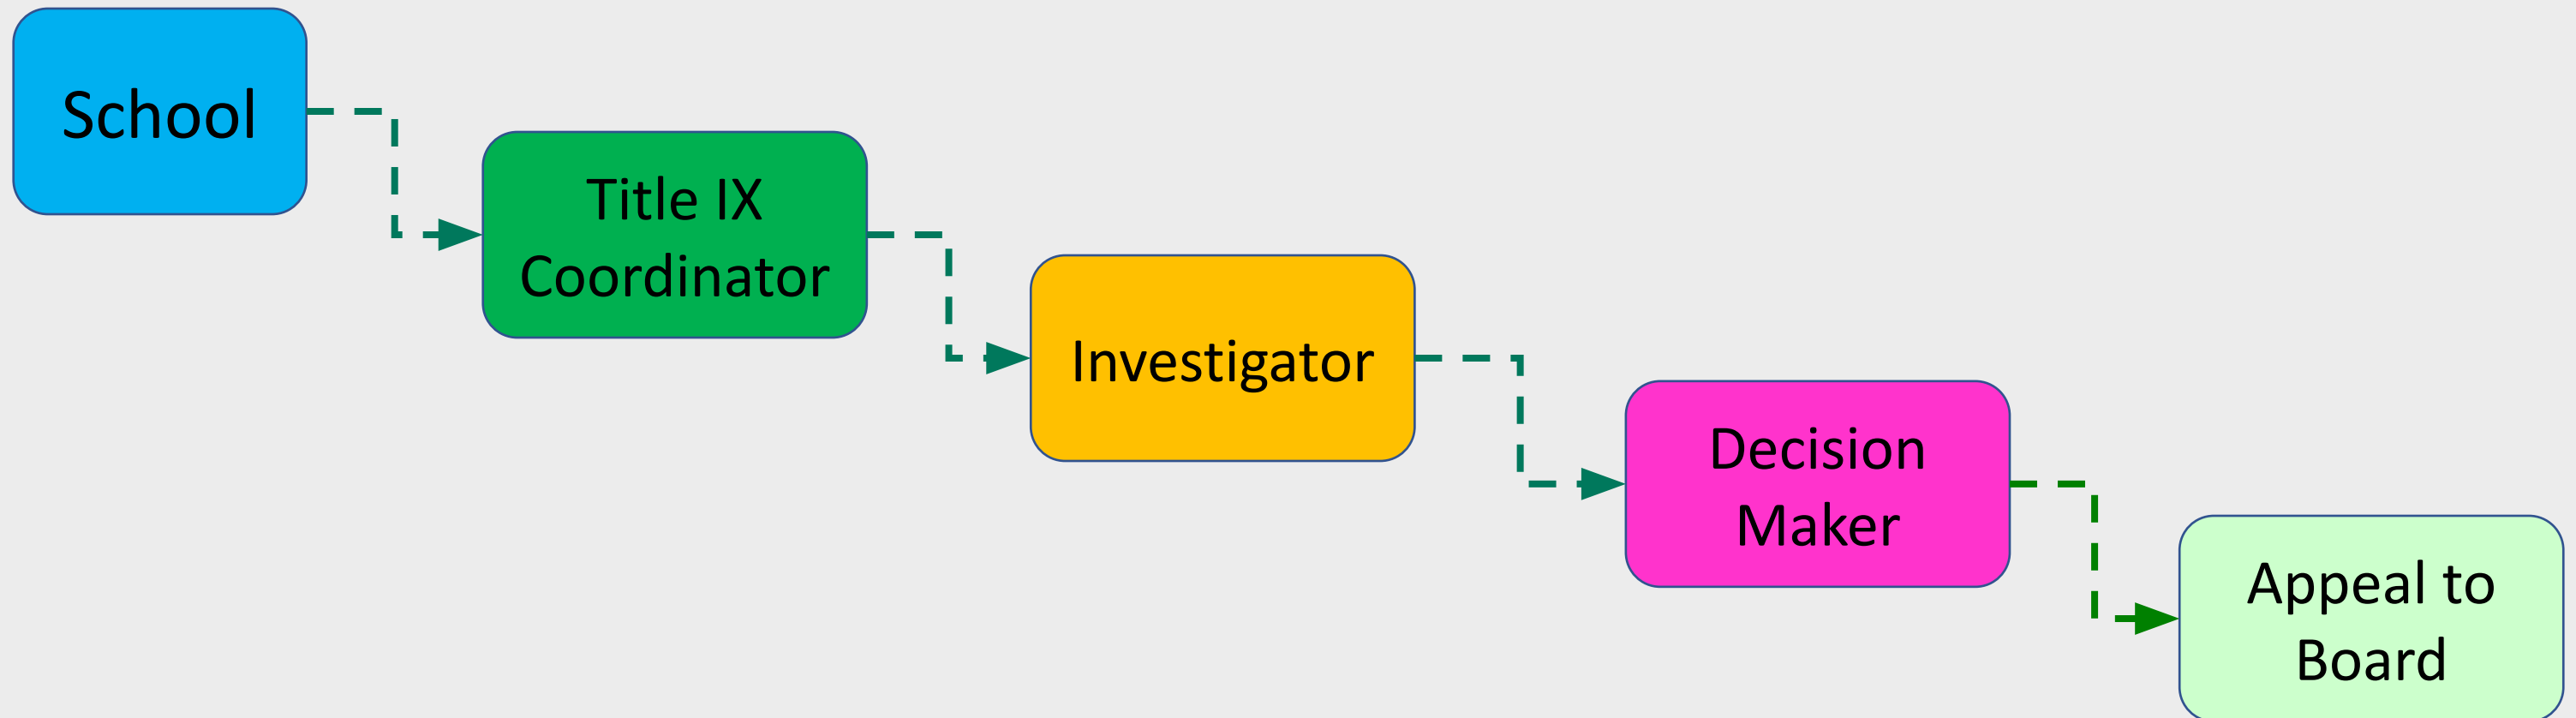 School
Title IX
Coordinator
Investigator
Decision
Maker
Appeal to
Board